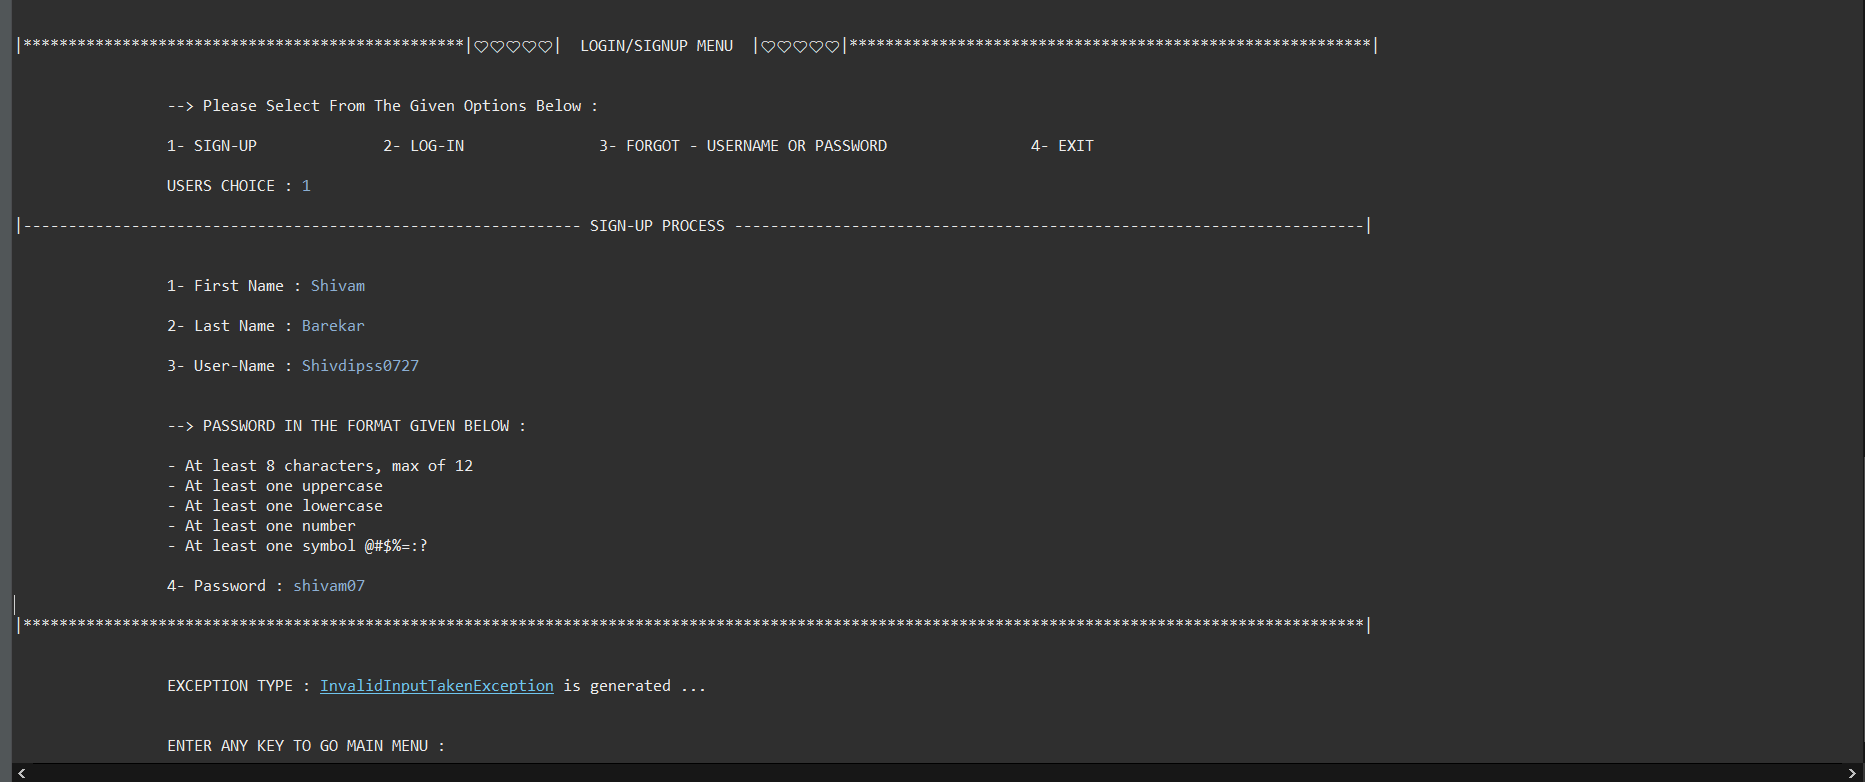 |*************************************************|♡♡♡♡♡|  LOGIN/SIGNUP MENU  |♡♡♡♡♡|**********************************************************|
--> Please Select From The Given Options Below :
1- SIGN-UP              2- LOG-IN               3- FORGOT - USERNAME OR PASSWORD                4- EXIT
USERS CHOICE : 1
|-------------------------------------------------------------- SIGN-UP PROCESS ----------------------------------------------------------------------|
1- First Name : Shivam
2- Last Name : Barekar
3- User-Name : Shivdipss0727
--> PASSWORD IN THE FORMAT GIVEN BELOW :
- At least 8 characters, max of 12
- At least one uppercase
- At least one lowercase
- At least one number
- At least one symbol @#$%=:?
4- Password : shivam07
|*****************************************************************************************************************************************************|
EXCEPTION TYPE : InvalidInputTakenException is generated ...
ENTER ANY KEY TO GO MAIN MENU :